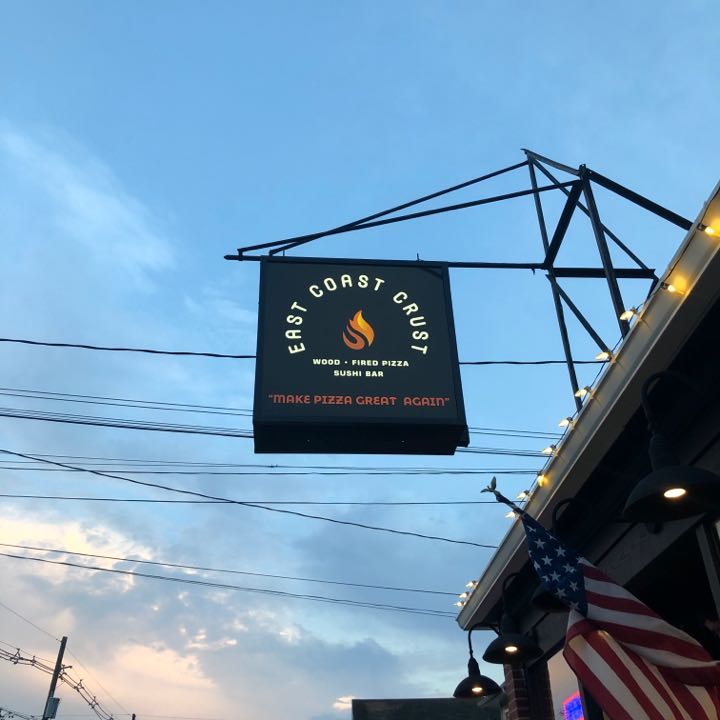 EAST COAST CRUST
WOOD · FIRED PIZZA
SUSHI BAR
"MAKE PIZZA GREAT AGAIN"